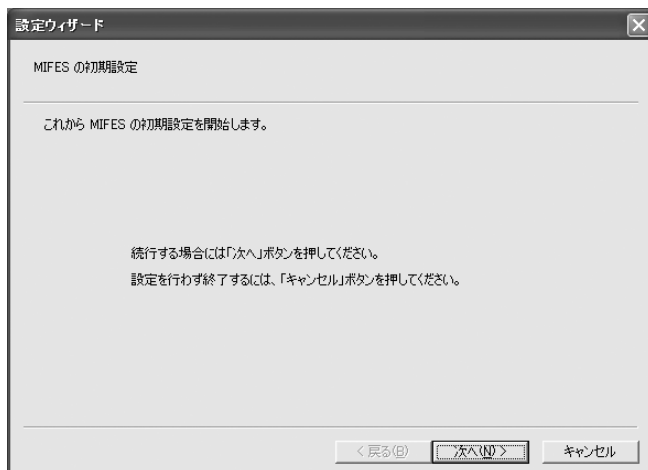 設定ウィザード
MIFES の初期設定
これから MIFES の初期設定を開始します。
続行する場合には「次へ」ボタンを押してください。
設定を行わず終了するには、「キャンセル」ボタンを押してください。
< 戻る(B) 次へ(N) > キャンセル